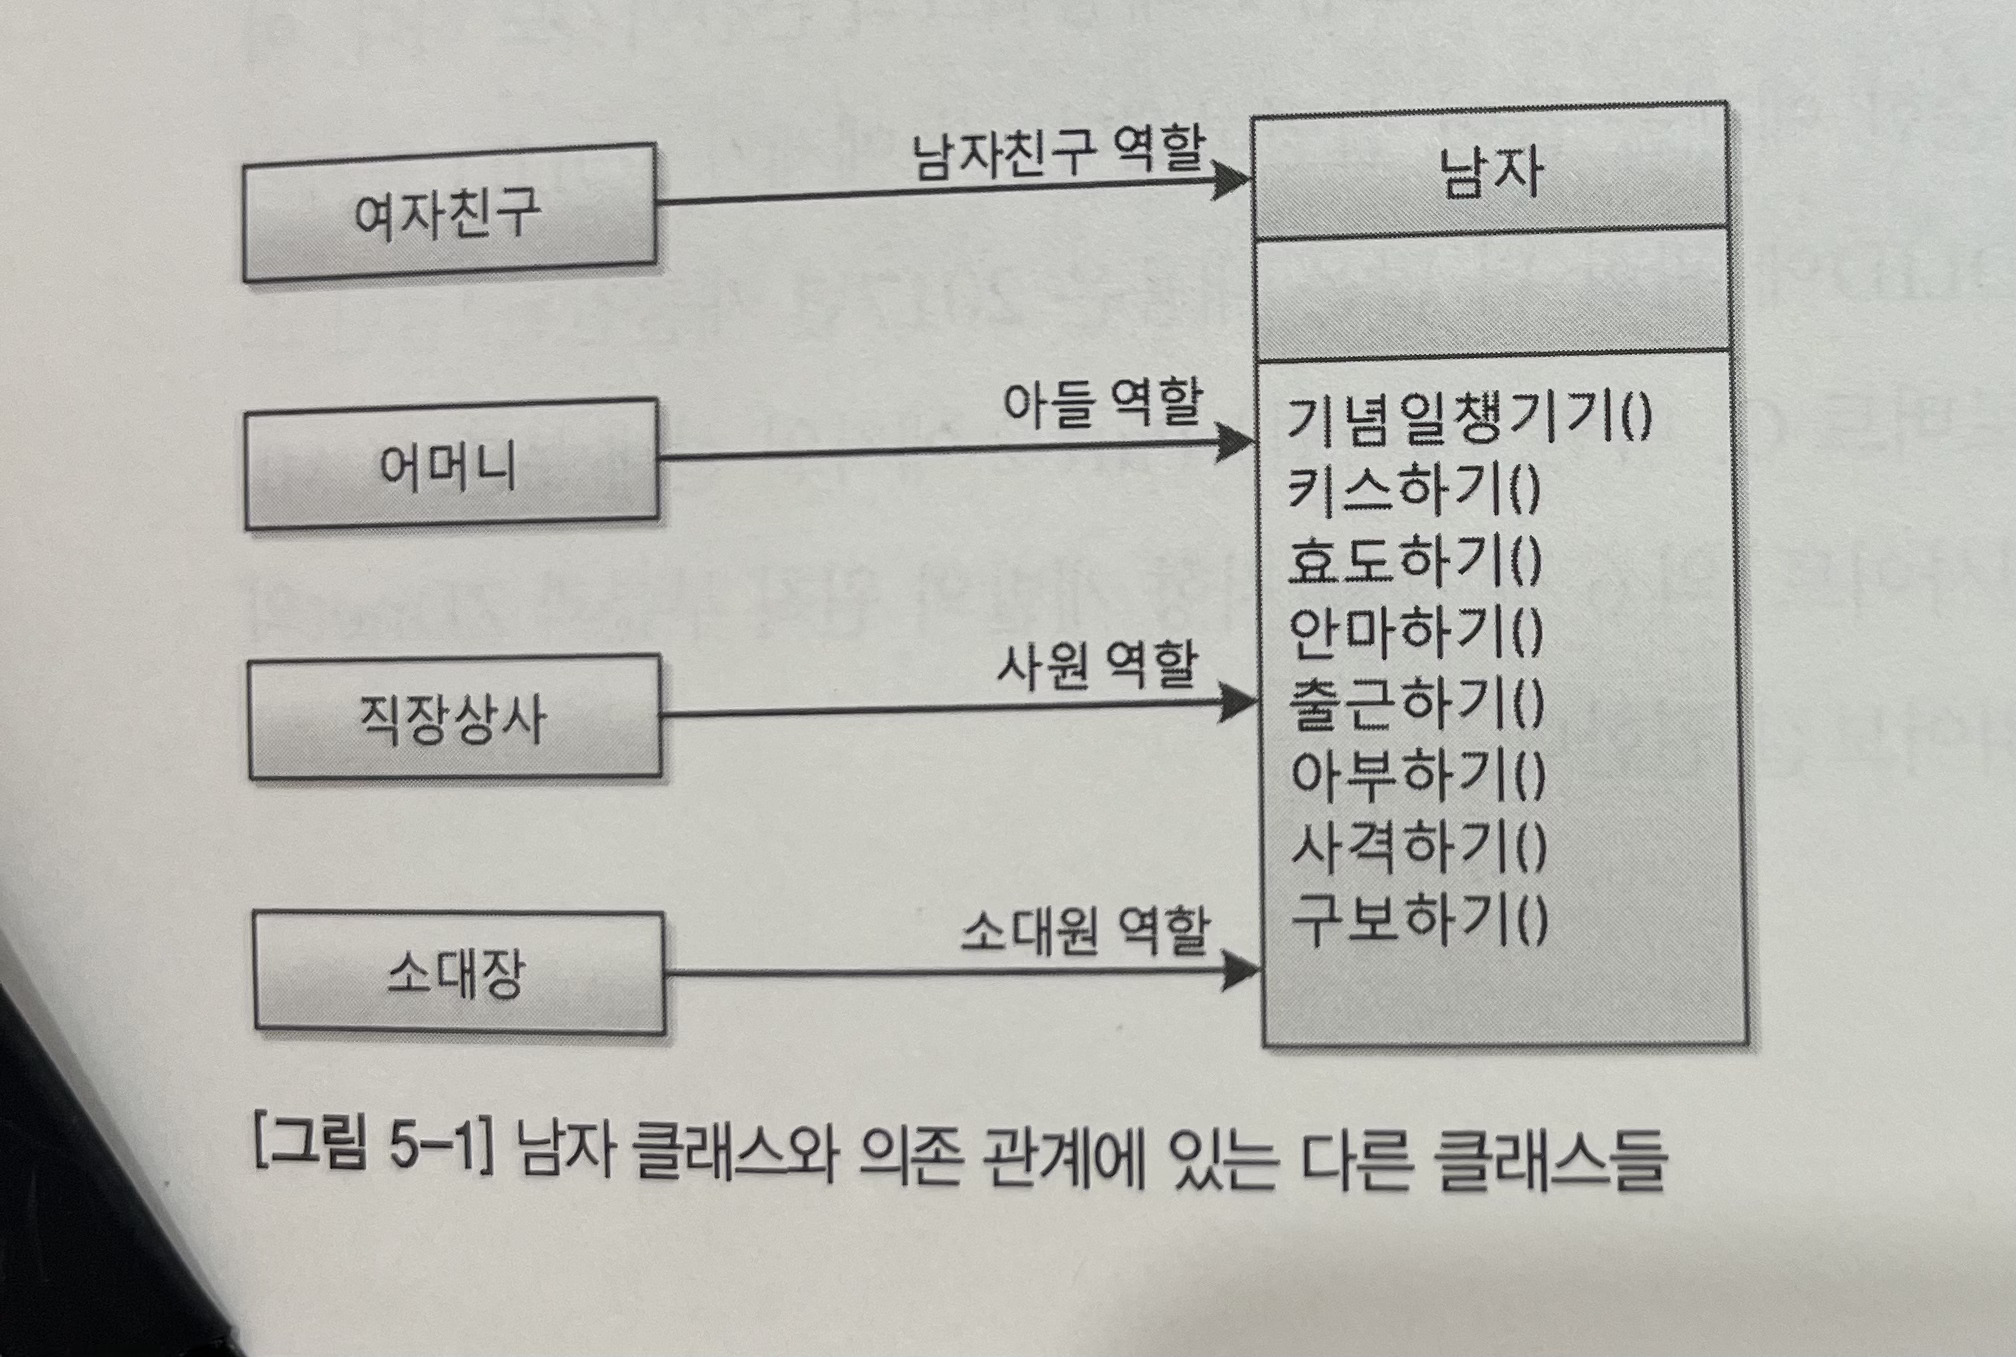 여자친구
남자친구 역할
남자
어머니
아들 역할
직장상사
사원 역할
소대장
소대원 역할
기념일챙기기()
키스하기()
효도하기()
안마하기()
출근하기()
아부하기()
사격하기()
구보하기()
[그림 5-1] 남자 클래스와 의존 관계에 있는 다른 클래스들